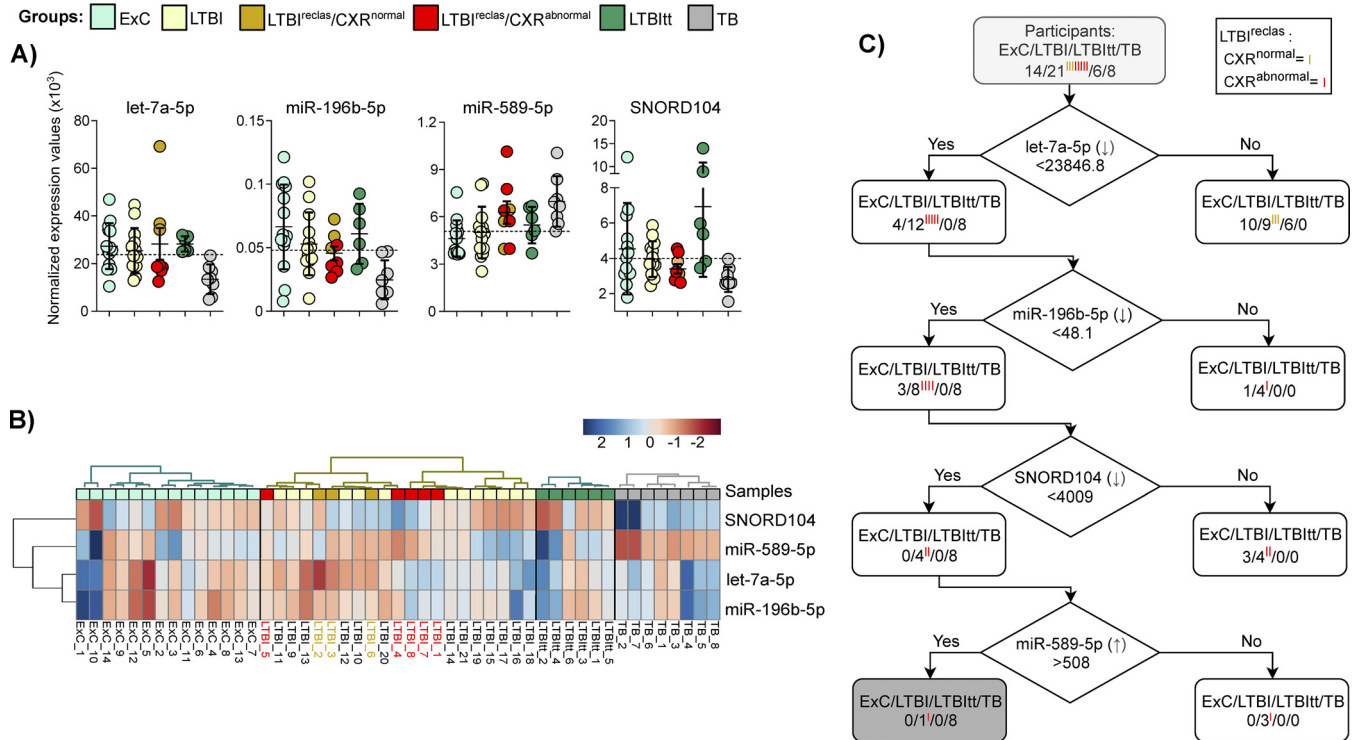 Groups: ExC LTBI LTBIreclas/CXRnormal LTBIreclas/CXRabnormal LTBItt TB
A)
Normalized expression values (x10³)
let-7a-5p
80
60
40
20
0
miR-196b-5p
0.15
0.1
0.05
0
miR-589-5p
1.2
9
6
3
0
SNORD104
20
15
10
8
6
4
2
B)
2 1 0 -1 -2
Samples
SNORD104
miR-589-5p
let-7a-5p
miR-196b-5p
ExC_1
ExC_10
ExC_14
ExC_9
ExC_12
ExC_5
ExC_2
ExC_3
ExC_11
ExC_6
ExC_4
ExC_8
ExC_13
ExC_7
LTBI_5
LTBI_11
LTBI_9
LTBI_13
LTBI_2
LTBI_3
LTBI_12
LTBI_10
LTBI_6
LTBI_20
LTBI_4
LTBI_8
LTBI_7
LTBI_1
LTBI_14
LTBI_21
LTBI_19
LTBI_15
LTBI_17
LTBI_16
LTBI_18
LTBItt_2
LTBItt_4
LTBItt_6
LTBItt_3
LTBItt_1
LTBItt_5
TB_2
TB_7
TB_6
TB_1
TB_3
TB_4
TB_5
TB_8
C)
Participants:
ExC/LTBI/LTBItt/TB
14/21IIIIIIII/6/8
LTBIreclas :
CXRnormal= I
CXRabnormal= I
let-7a-5p (↓)
<23846.8
Yes
No
ExC/LTBI/LTBItt/TB
4/12IIIII/0/8
ExC/LTBI/LTBItt/TB
10/9III/6/0
miR-196b-5p (↓)
<48.1
Yes
No
ExC/LTBI/LTBItt/TB
3/8IIII/0/8
ExC/LTBI/LTBItt/TB
1/4I/0/0
SNORD104 (↓)
<4009
Yes
No
ExC/LTBI/LTBItt/TB
0/4II/0/8
ExC/LTBI/LTBItt/TB
3/4II/0/0
miR-589-5p (↑)
>508
Yes
No
ExC/LTBI/LTBItt/TB
0/1I/0/8
ExC/LTBI/LTBItt/TB
0/3I/0/0